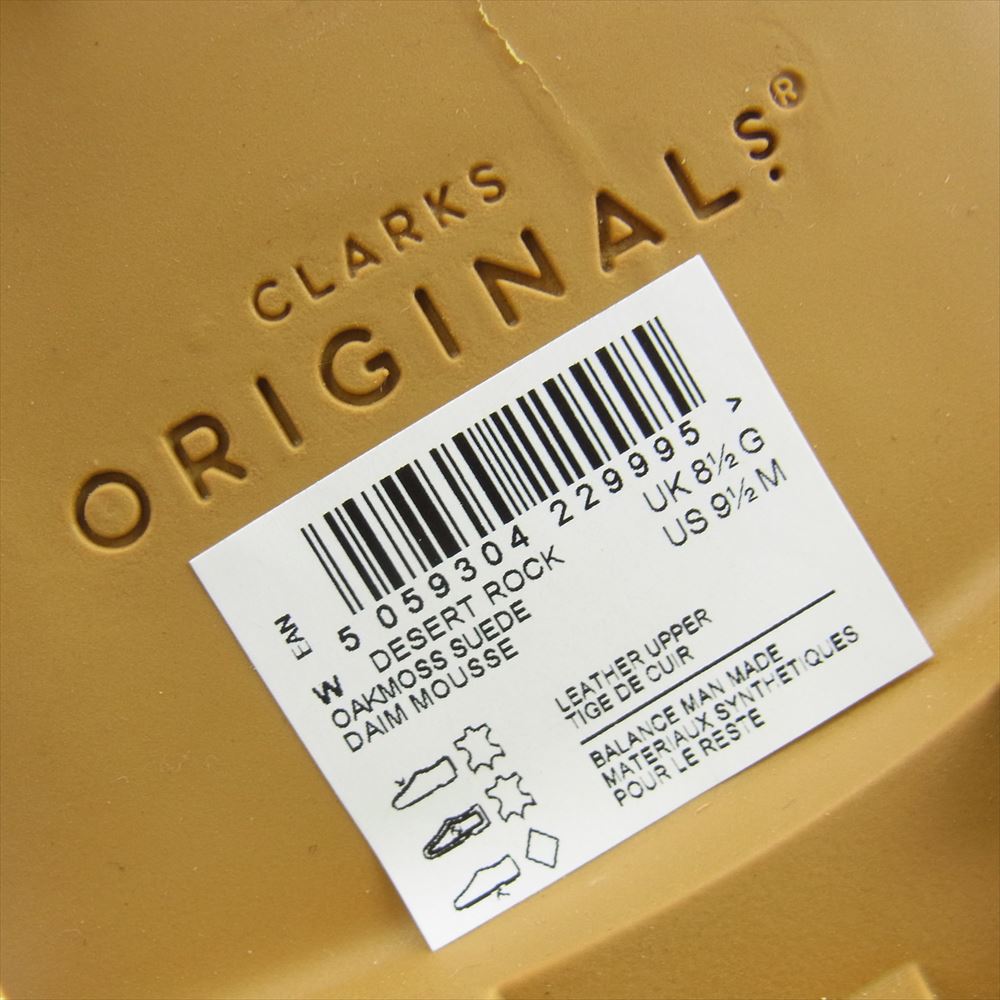 CLARKS
ORIGINALS.®
EAN
5 059304 229995 >
W DESERT ROCK
OAKMOSS SUEDE
DAIM MOUSSE
UK 8½ G
US 9½ M
LEATHER UPPER
TIGE DE CUIR
BALANCE MAN MADE
MATERIAUX SYNTHETIQUES
POUR LE RESTE